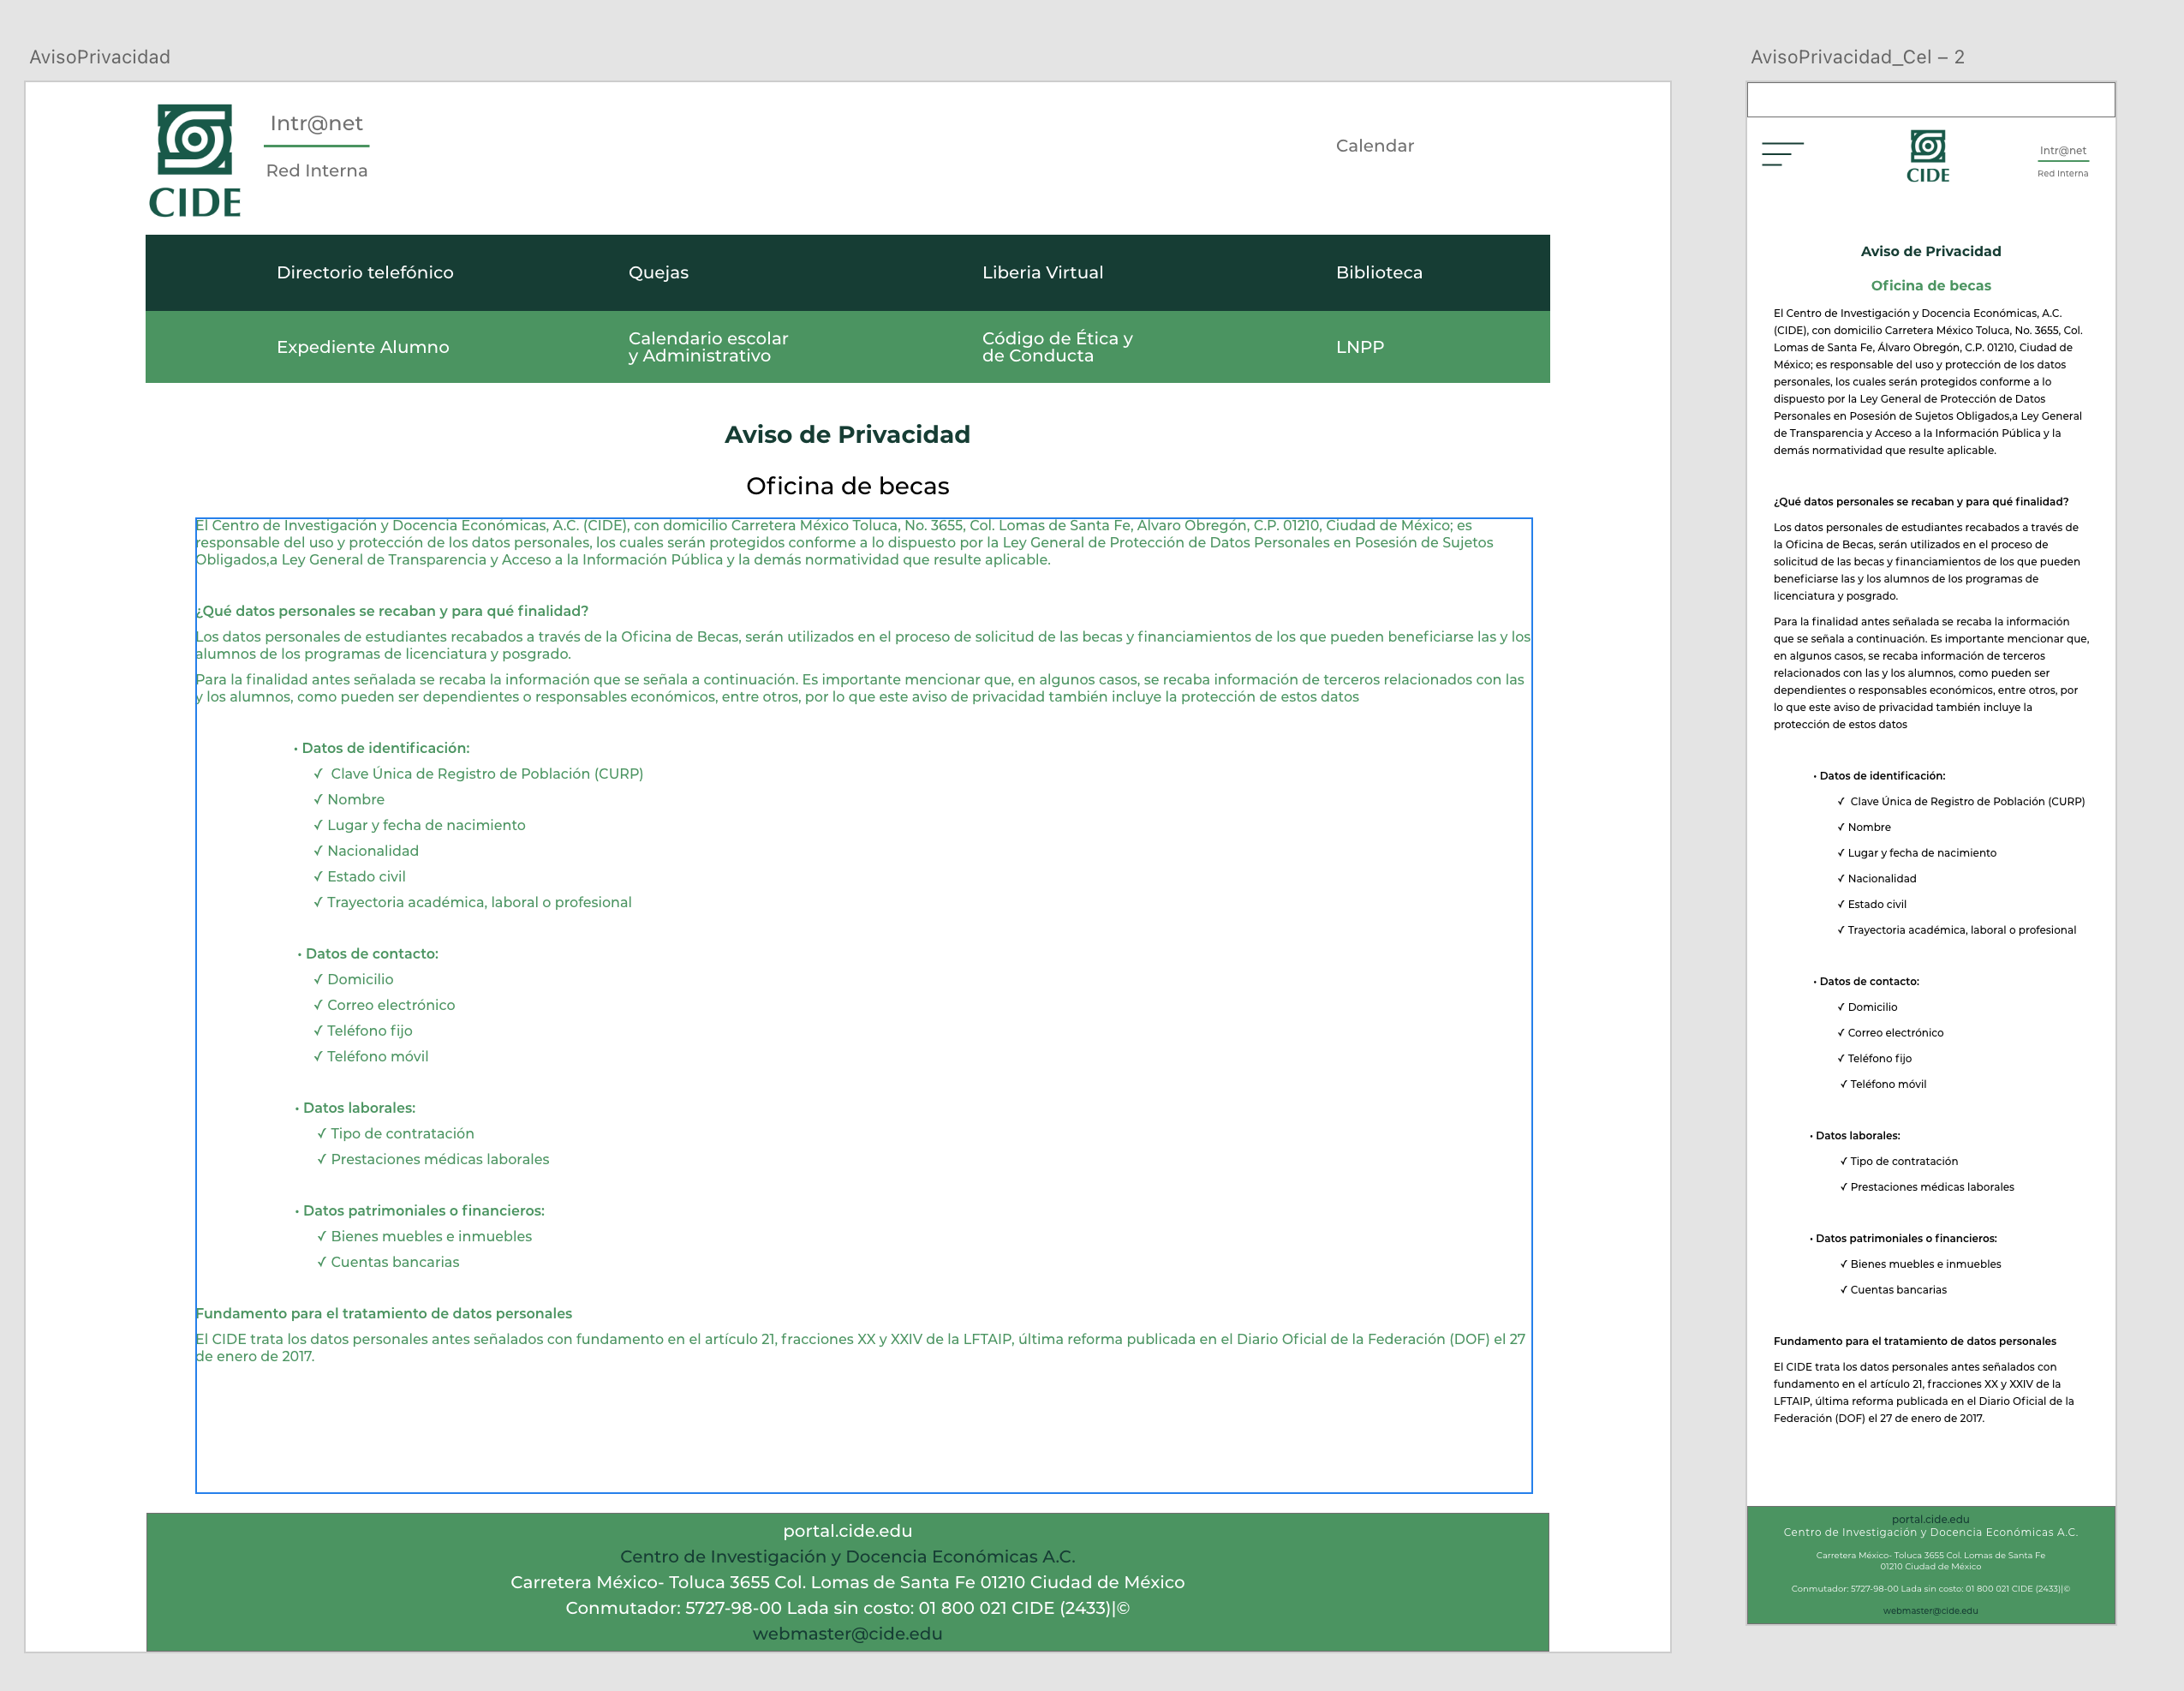 AvisoPrivacidad
CIDE
Intr@net
Red Interna
Calendar
Directorio telefónico
Quejas
Liberia Virtual
Biblioteca
Expediente Alumno
Calendario escolar
y Administrativo
Código de Ética y
de Conducta
LNPP
Aviso de Privacidad
Oficina de becas
El Centro de Investigación y Docencia Económicas, A.C. (CIDE), con domicilio Carretera México Toluca, No. 3655, Col. Lomas de Santa Fe, Álvaro Obregón, C.P. 01210, Ciudad de México; es
responsable del uso y protección de los datos personales, los cuales serán protegidos conforme a lo dispuesto por la Ley General de Protección de Datos Personales en Posesión de Sujetos
Obligados,a Ley General de Transparencia y Acceso a la Información Pública y la demás normatividad que resulte aplicable.
¿Qué datos personales se recaban y para qué finalidad?
Los datos personales de estudiantes recabados a través de la Oficina de Becas, serán utilizados en el proceso de solicitud de las becas y financiamientos de los que pueden beneficiarse las y los
alumnos de los programas de licenciatura y posgrado.
Para la finalidad antes señalada se recaba la información que se señala a continuación. Es importante mencionar que, en algunos casos, se recaba información de terceros relacionados con las
y los alumnos, como pueden ser dependientes o responsables económicos, entre otros, por lo que este aviso de privacidad también incluye la protección de estos datos
• Datos de identificación:
✓ Clave Única de Registro de Población (CURP)
✓ Nombre
✓ Lugar y fecha de nacimiento
✓ Nacionalidad
✓ Estado civil
✓ Trayectoria académica, laboral o profesional
• Datos de contacto:
✓ Domicilio
✓ Correo electrónico
✓ Teléfono fijo
✓ Teléfono móvil
• Datos laborales:
✓ Tipo de contratación
✓ Prestaciones médicas laborales
• Datos patrimoniales o financieros:
✓ Bienes muebles e inmuebles
✓ Cuentas bancarias
Fundamento para el tratamiento de datos personales
El CIDE trata los datos personales antes señalados con fundamento en el artículo 21, fracciones XX y XXIV de la LFTAIP, última reforma publicada en el Diario Oficial de la Federación (DOF) el 27
de enero de 2017.
portal.cide.edu
Centro de Investigación y Docencia Económicas A.C.
Carretera México- Toluca 3655 Col. Lomas de Santa Fe 01210 Ciudad de México
Conmutador: 5727-98-00 Lada sin costo: 01 800 021 CIDE (2433)|©
webmaster@cide.edu
AvisoPrivacidad_Cel – 2
CIDE
Intr@net
Red Interna
Aviso de Privacidad
Oficina de becas
El Centro de Investigación y Docencia Económicas, A.C.
(CIDE), con domicilio Carretera México Toluca, No. 3655, Col.
Lomas de Santa Fe, Álvaro Obregón, C.P. 01210, Ciudad de
México; es responsable del uso y protección de los datos
personales, los cuales serán protegidos conforme a lo
dispuesto por la Ley General de Protección de Datos
Personales en Posesión de Sujetos Obligados,a Ley General
de Transparencia y Acceso a la Información Pública y la
demás normatividad que resulte aplicable.
¿Qué datos personales se recaban y para qué finalidad?
Los datos personales de estudiantes recabados a través de
la Oficina de Becas, serán utilizados en el proceso de
solicitud de las becas y financiamientos de los que pueden
beneficiarse las y los alumnos de los programas de
licenciatura y posgrado.
Para la finalidad antes señalada se recaba la información
que se señala a continuación. Es importante mencionar que,
en algunos casos, se recaba información de terceros
relacionados con las y los alumnos, como pueden ser
dependientes o responsables económicos, entre otros, por
lo que este aviso de privacidad también incluye la
protección de estos datos
• Datos de identificación:
✓ Clave Única de Registro de Población (CURP)
✓ Nombre
✓ Lugar y fecha de nacimiento
✓ Nacionalidad
✓ Estado civil
✓ Trayectoria académica, laboral o profesional
• Datos de contacto:
✓ Domicilio
✓ Correo electrónico
✓ Teléfono fijo
✓ Teléfono móvil
• Datos laborales:
✓ Tipo de contratación
✓ Prestaciones médicas laborales
• Datos patrimoniales o financieros:
✓ Bienes muebles e inmuebles
✓ Cuentas bancarias
Fundamento para el tratamiento de datos personales
El CIDE trata los datos personales antes señalados con
fundamento en el artículo 21, fracciones XX y XXIV de la
LFTAIP, última reforma publicada en el Diario Oficial de la
Federación (DOF) el 27 de enero de 2017.
portal.cide.edu
Centro de Investigación y Docencia Económicas A.C.
Carretera México- Toluca 3655 Col. Lomas de Santa Fe
01210 Ciudad de México
Conmutador: 5727-98-00 Lada sin costo: 01 800 021 CIDE (2433)|©
webmaster@cide.edu